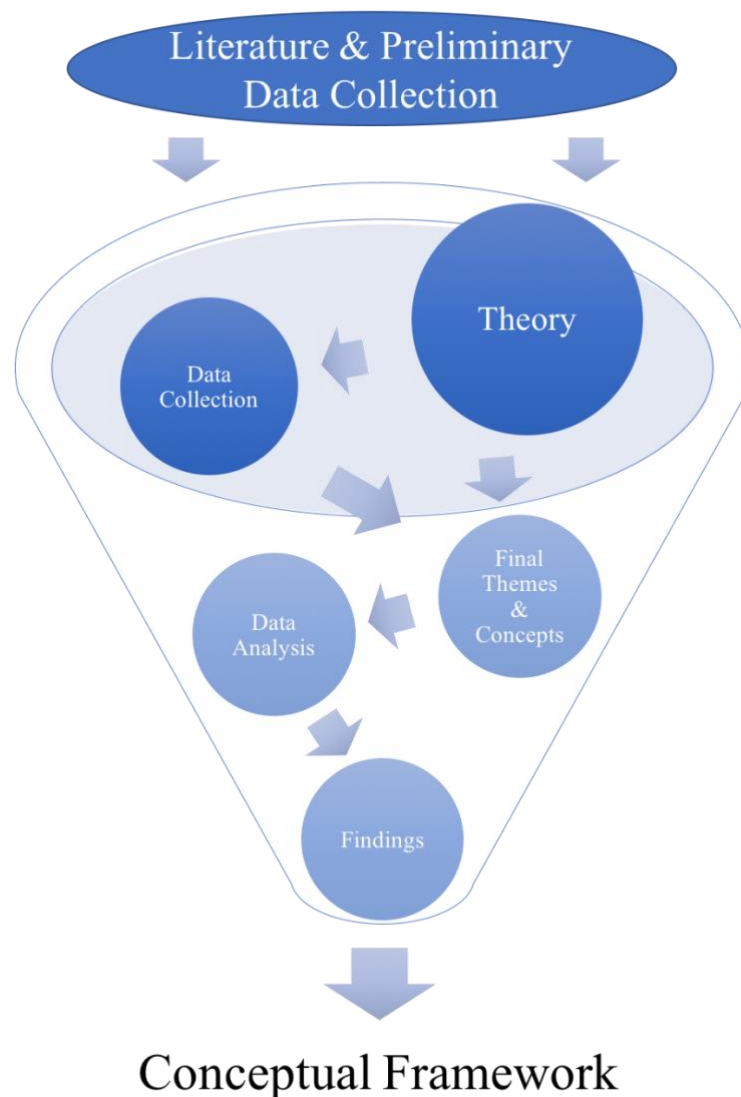 Literature & Preliminary
Data Collection
Theory
Data
Collection
Final
Themes
&
Concepts
Data
Analysis
Findings
Conceptual Framework